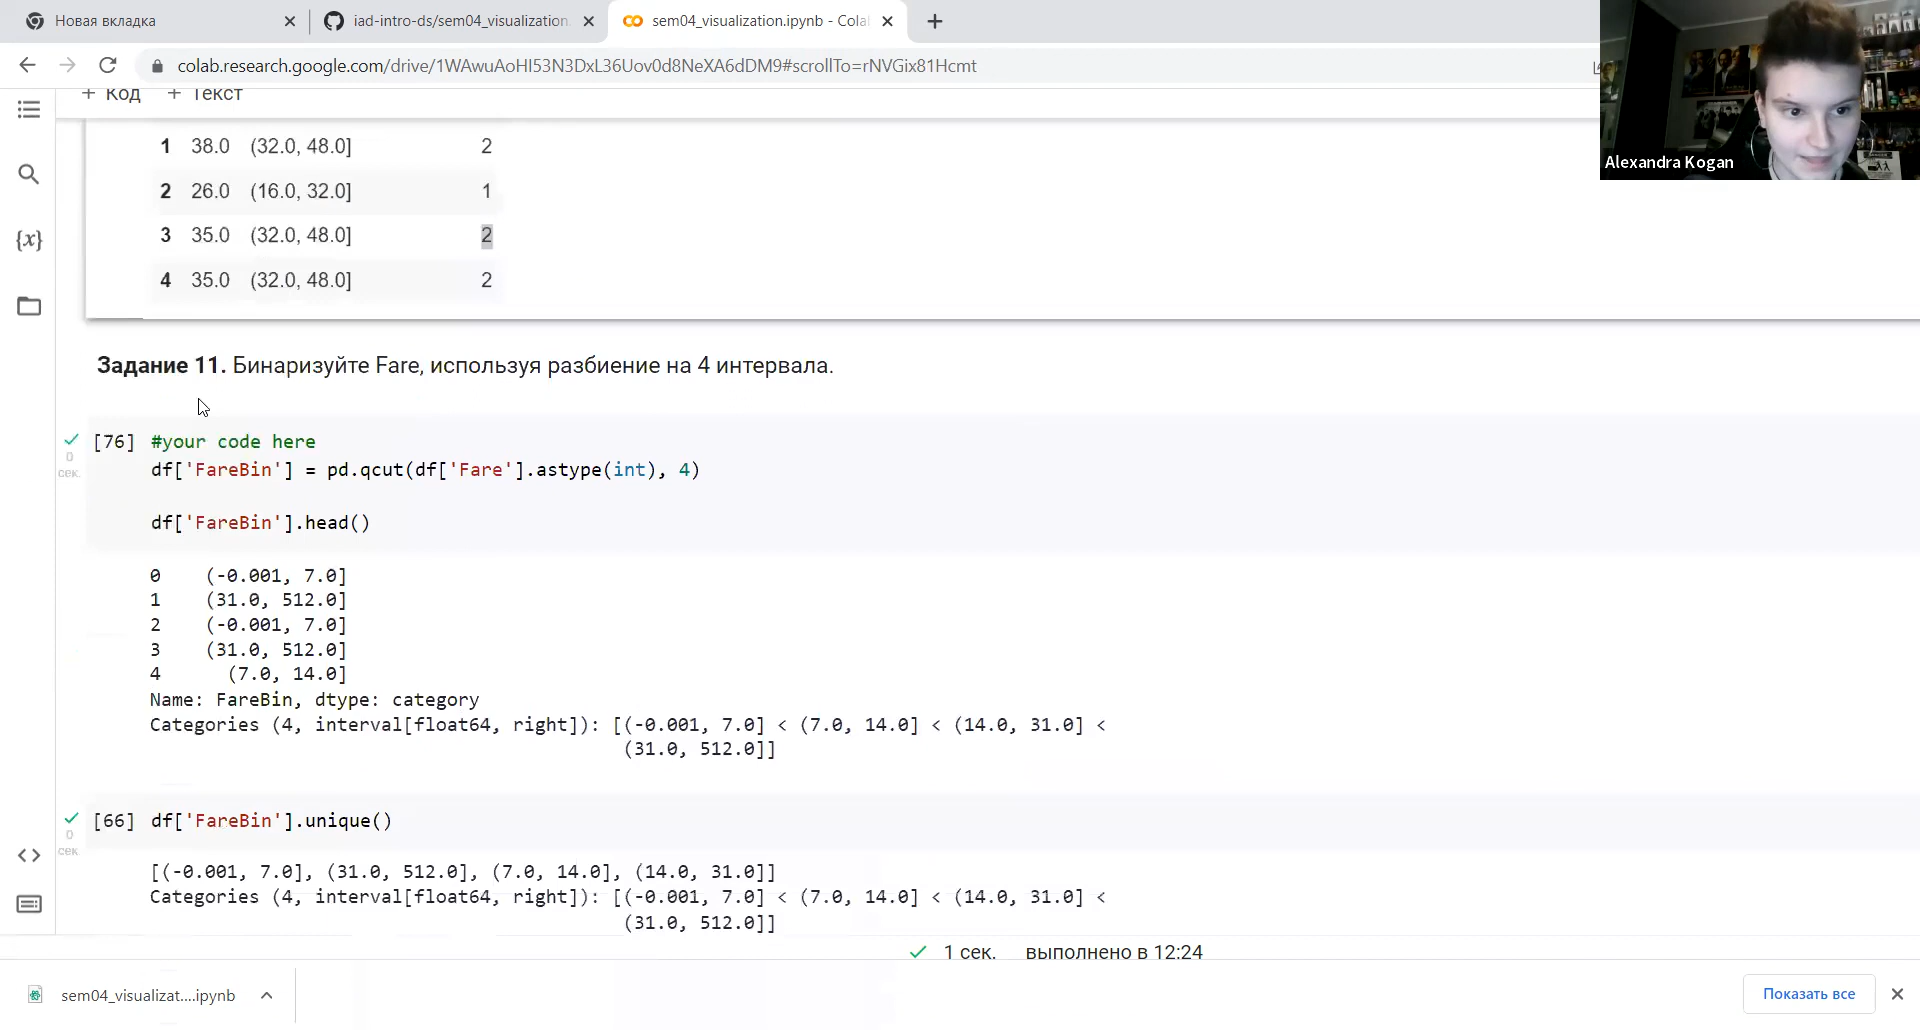 Новая вкладка
iad-intro-ds/sem04_visualization.
sem04_visualization.ipynb - Cola
colab.research.google.com/drive/1WAwuAoHI53N3DxL36Uov0d8NeXA6dDM9#scrollTo=rNVGix81Hcmt
+ Код + Текст
1 38.0 (32.0, 48.0] 2
2 26.0 (16.0, 32.0] 1
3 35.0 (32.0, 48.0] 2
4 35.0 (32.0, 48.0] 2
Alexandra Kogan
Задание 11. Бинаризуйте Fare, используя разбиение на 4 интервала.
[76] #your code here
0
сек.
df['FareBin'] = pd.qcut(df['Fare'].astype(int), 4)
df['FareBin'].head()
0 (-0.001, 7.0]
1 (31.0, 512.0]
2 (-0.001, 7.0]
3 (31.0, 512.0]
4 (7.0, 14.0]
Name: FareBin, dtype: category
Categories (4, interval[float64, right]): [(-0.001, 7.0] < (7.0, 14.0] < (14.0, 31.0] <
(31.0, 512.0]]
[66] df['FareBin'].unique()
0
сек.
[(-0.001, 7.0], (31.0, 512.0], (7.0, 14.0], (14.0, 31.0]]
Categories (4, interval[float64, right]): [(-0.001, 7.0] < (7.0, 14.0] < (14.0, 31.0] <
(31.0, 512.0]]
1 сек. выполнено в 12:24
sem04_visualizat....ipynb
Показать все